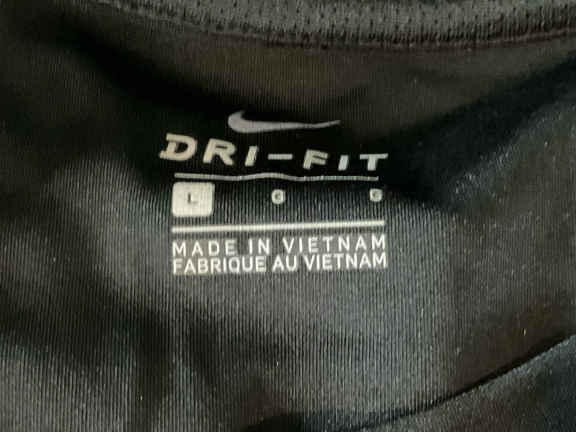 DRI-FIT
L G G
MADE IN VIETNAM
FABRIQUE AU VIETNAM